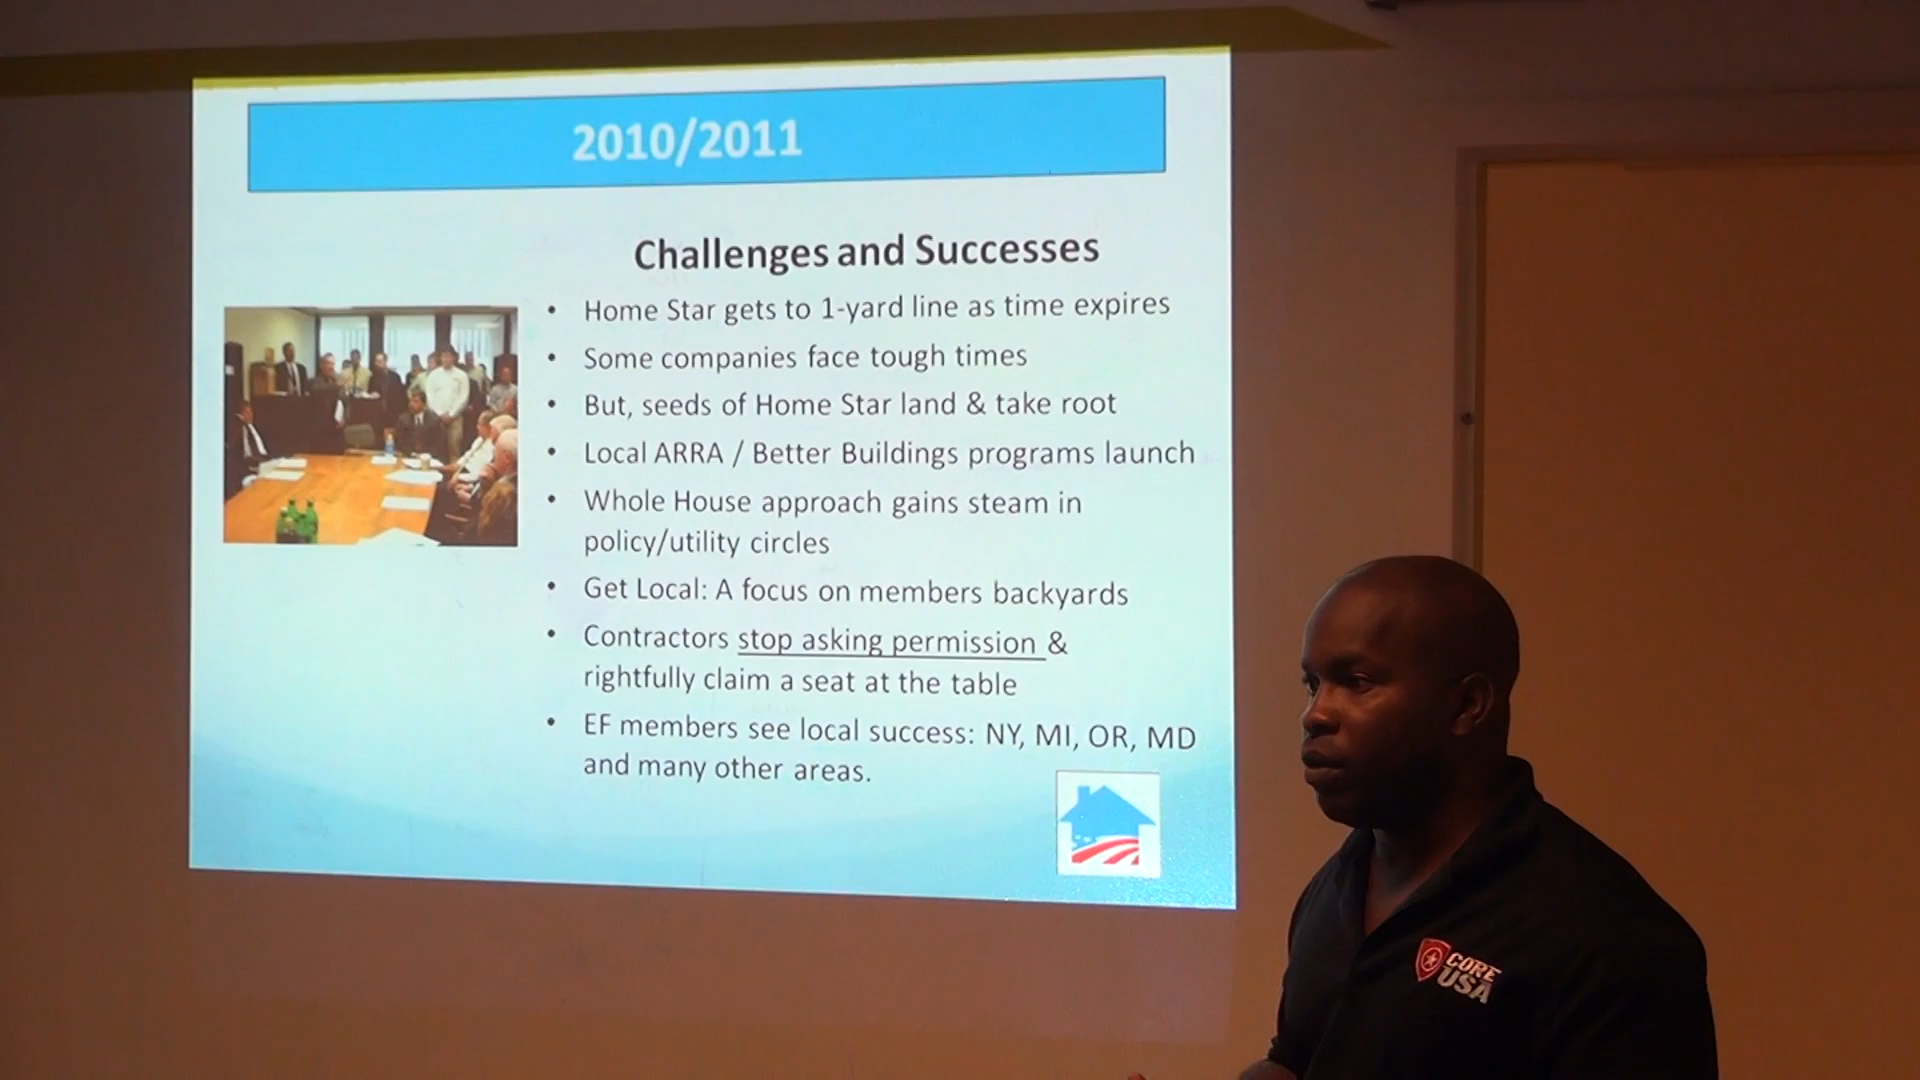 2010/2011
Challenges and Successes
• Home Star gets to 1-yard line as time expires
• Some companies face tough times
• But, seeds of Home Star land & take root
• Local ARRA / Better Buildings programs launch
• Whole House approach gains steam in
policy/utility circles
• Get Local: A focus on members backyards
• Contractors stop asking permission &
rightfully claim a seat at the table
• EF members see local success: NY, MI, OR, MD
and many other areas.
CORE
USA